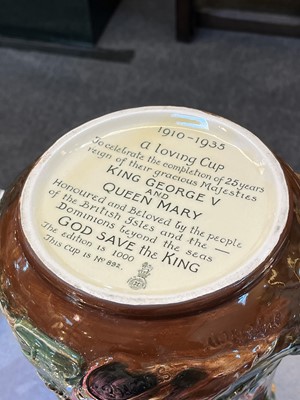 1910-1935
a loving Cup
To celebrate the completion of 25 years
reign of their gracious Majesties
KING GEORGE V
AND
QUEEN MARY
Honoured and Beloved by the people
of the British Isles and the —
Dominions beyond the seas
GOD SAVE the KING
The edition is 1000
This Cup is No 892.